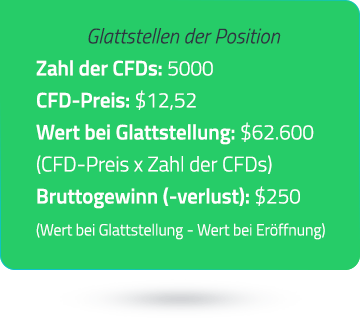 Glattstellen der Position
Zahl der CFDs: 5000
CFD-Preis: $12,52
Wert bei Glattstellung: $62.600
(CFD-Preis x Zahl der CFDs)
Bruttogewinn (-verlust): $250
(Wert bei Glattstellung - Wert bei Eröffnung)